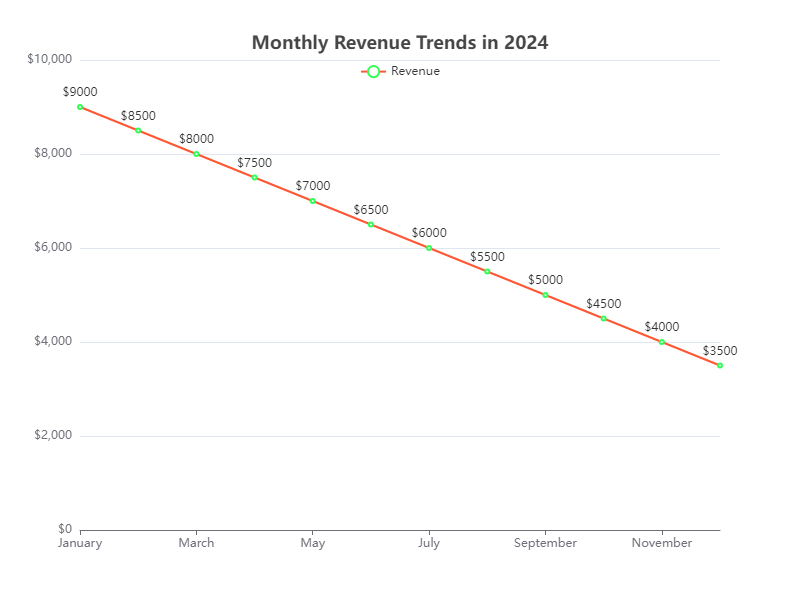 Monthly Revenue Trends in 2024
Revenue
$10,000
$8,000
$6,000
$4,000
$2,000
$0
$9000
$8500
$8000
$7500
$7000
$6500
$6000
$5500
$5000
$4500
$4000
$3500
January
March
May
July
September
November